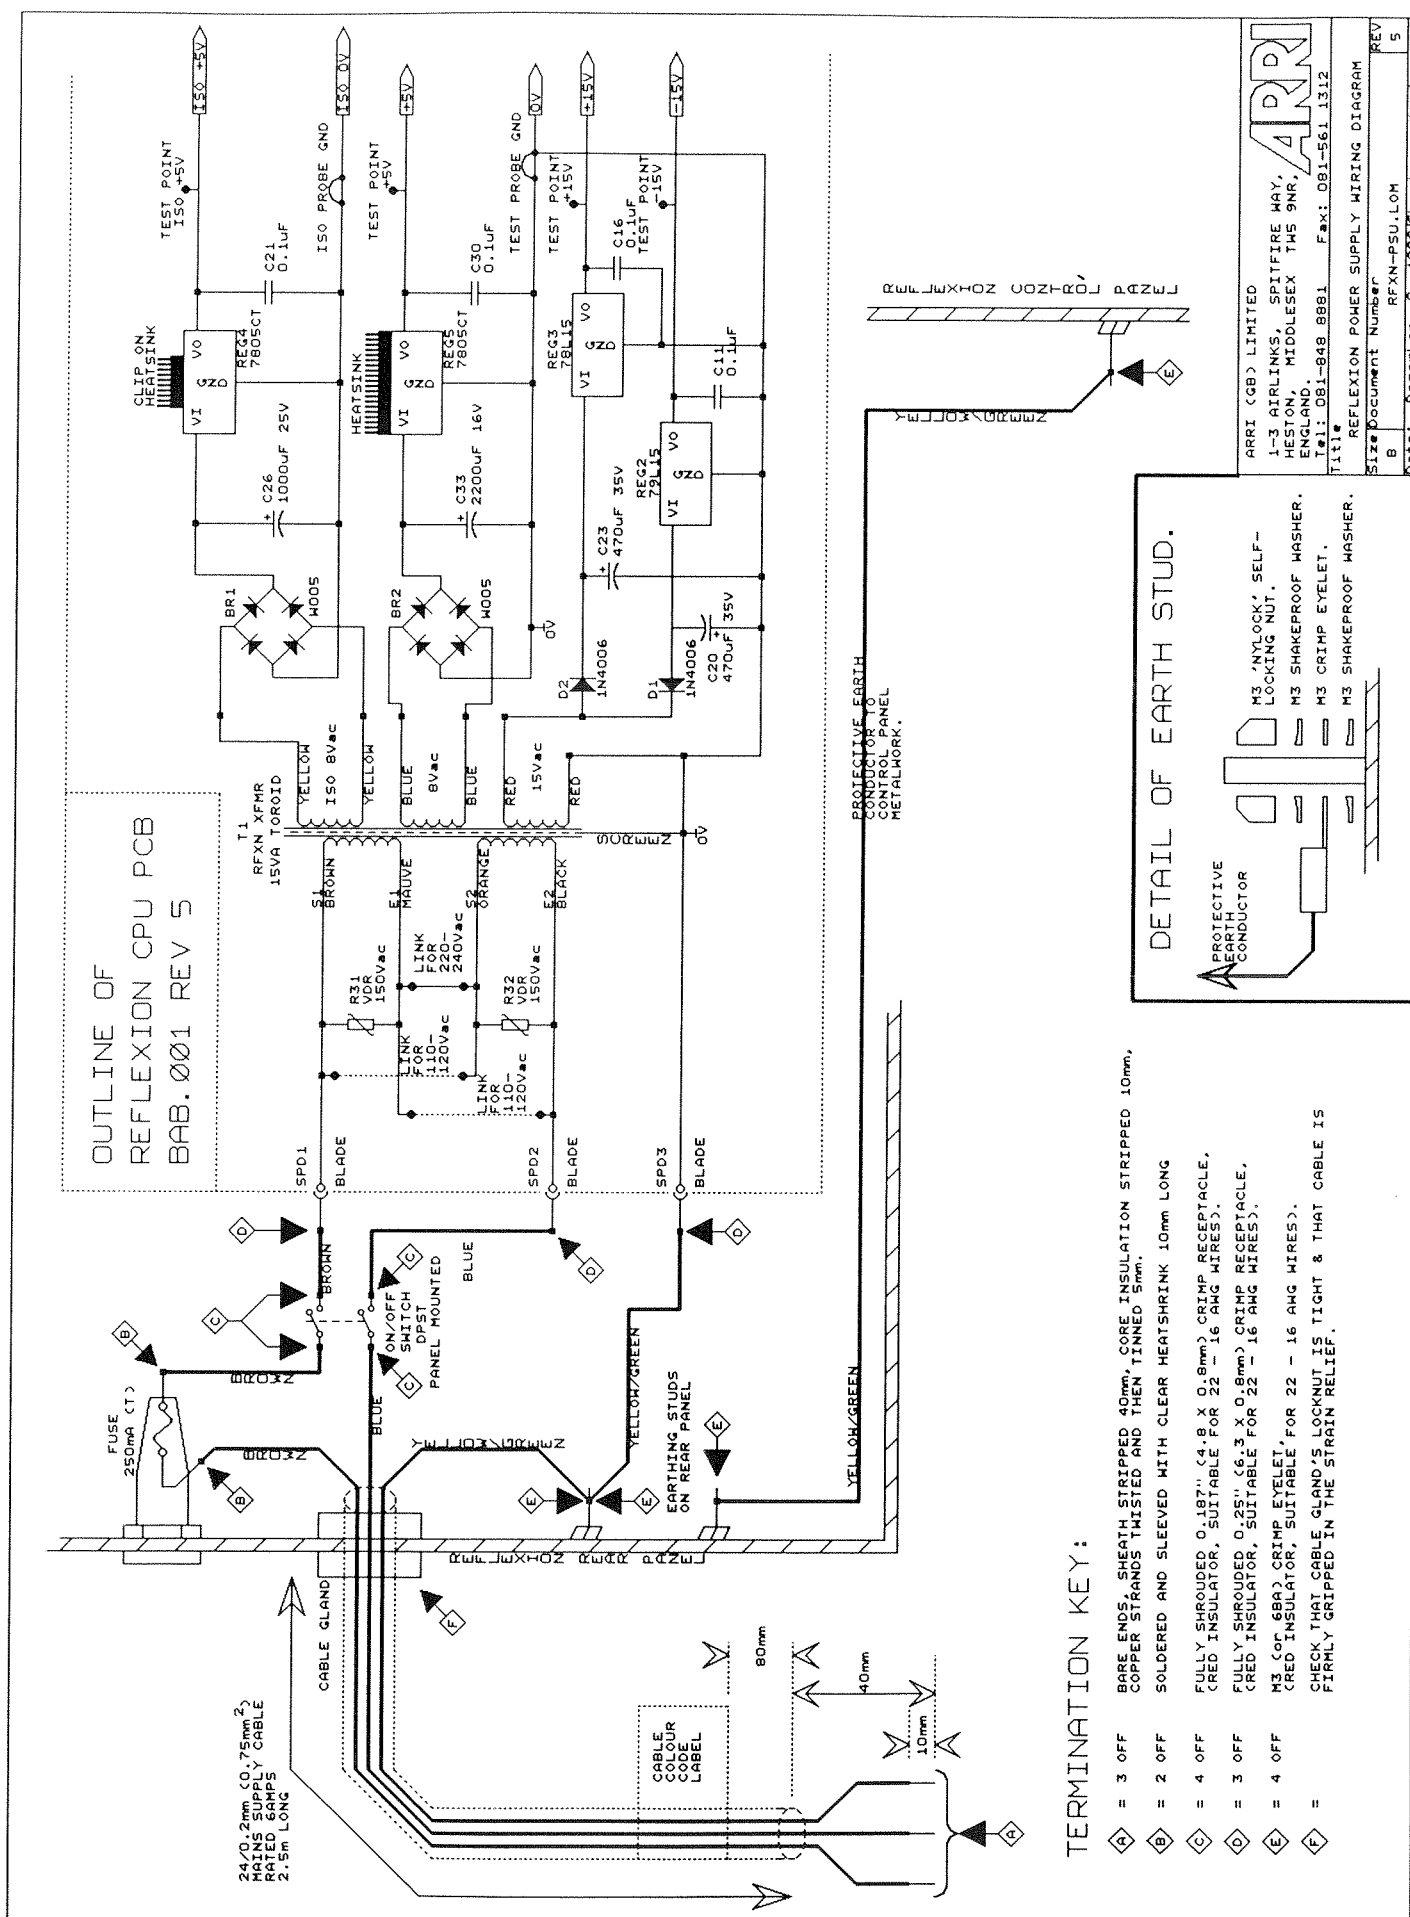 OUTLINE OF
REFLEXION CPU PCB
BAB.001 REV 5
24/0.2mm (0.75mm²)
MAINS SUPPLY CABLE
RATED 6AMPS
2.5m LONG
CABLE GLAND
F
CABLE
COLOUR
CODE
LABEL
80mm
40mm
10mm
A
REFLEXION REAR PANEL
FUSE
250mA (T)
B
B
BROWN
BROWN
BLUE
YELLOW/GREEN
C
D
BROWN
ON/OFF
SWITCH
DPST
PANEL MOUNTED
C
C
BLUE
D
E
E
YELLOW/GREEN
D
EARTHING STUDS
ON REAR PANEL
E
YELLOW/GREEN
SPD1
BLADE
SPD2
BLADE
SPD3
BLADE
LINK
FOR
110-
120Vac
LINK
FOR
110-
120Vac
R31
VDR
150Vac
LINK
FOR
220-
240Vac
R32
VDR
150Vac
S1
BROWN
E1
MAUVE
S2
ORANGE
E2
BLACK
T1
RFXN XFMR
15VA TOROID
SCREEN
0V
YELLOW
ISO 8Vac
YELLOW
BLUE
8Vac
BLUE
RED
15Vac
RED
BR1
W005
BR2
W005
0V
D2
1N4006
D1
1N4006
C26
1000uF 25V
C33
2200uF 16V
C23
470uF 35V
C20
470uF 35V
CLIP ON
HEATSINK
VI GND VO
REG4
7805CT
HEATSINK
VI GND VO
REG5
7805CT
VI GND VO
REG3
78L15
REG2
79L15
VI GND VO
C21
0.1uF
C30
0.1uF
C16
0.1uF
C11
0.1uF
TEST POINT
ISO +5V
ISO PROBE GND
TEST POINT
+5V
TEST PROBE GND
TEST POINT
+15V
TEST POINT
-15V
ISO +5V
ISO 0V
+5V
0V
+15V
-15V
PROTECTIVE EARTH
CONDUCTOR TO
CONTROL PANEL
METALWORK.
YELLOW/GREEN
E
REFLEXION CONTROL PANEL
TERMINATION KEY:
A = 3 OFF BARE ENDS, SHEATH STRIPPED 40mm, CORE INSULATION STRIPPED 10mm,
COPPER STRANDS TWISTED AND THEN TINNED 5mm.
B = 2 OFF SOLDERED AND SLEEVED WITH CLEAR HEATSHRINK 10mm LONG
C = 4 OFF FULLY SHROUDED 0.187" (4.8 X 0.8mm) CRIMP RECEPTACLE,
(RED INSULATOR, SUITABLE FOR 22 - 16 AWG WIRES).
D = 3 OFF FULLY SHROUDED 0.25" (6.3 X 0.8mm) CRIMP RECEPTACLE,
(RED INSULATOR, SUITABLE FOR 22 - 16 AWG WIRES).
E = 4 OFF M3 (or 6BA) CRIMP EYELET,
(RED INSULATOR, SUITABLE FOR 22 - 16 AWG WIRES).
F = CHECK THAT CABLE GLAND'S LOCKNUT IS TIGHT & THAT CABLE IS
FIRMLY GRIPPED IN THE STRAIN RELIEF.
DETAIL OF EARTH STUD.
PROTECTIVE
EARTH
CONDUCTOR
M3 'NYLOCK' SELF-
LOCKING NUT.
M3 SHAKEPROOF WASHER.
M3 CRIMP EYELET.
M3 SHAKEPROOF WASHER.
ARRI (GB) LIMITED
1-3 AIRLINKS, SPITFIRE WAY,
HESTON, MIDDLESEX TW5 9NR,
ENGLAND.
Tel: 081-848 8881 Fax: 081-561 1312
ARRI
Title
REFLEXION POWER SUPPLY WIRING DIAGRAM
Size Document Number REV
B RFXN-PSU.LOM 5